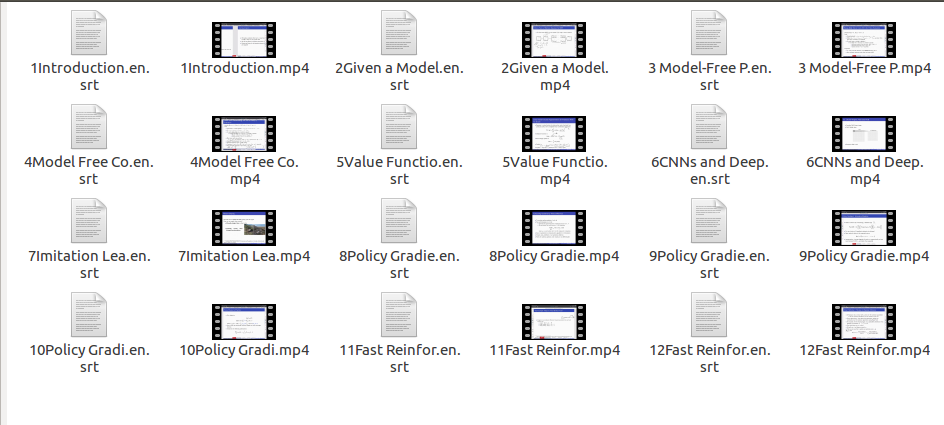 1Introduction.en.
srt
1Introduction.mp4
2Given a Model.en.
srt
2Given a Model.
mp4
3 Model-Free P.en.
srt
3 Model-Free P.mp4
4Model Free Co.en.
srt
4Model Free Co.
mp4
5Value Functio.en.
srt
5Value Functio.
mp4
6CNNs and Deep.
en.srt
6CNNs and Deep.
mp4
7Imitation Lea.en.
srt
7Imitation Lea.mp4
8Policy Gradie.en.
srt
8Policy Gradie.mp4
9Policy Gradie.en.
srt
9Policy Gradie.mp4
10Policy Gradi.en.
srt
10Policy Gradi.mp4
11Fast Reinfor.en.
srt
11Fast Reinfor.mp4
12Fast Reinfor.en.
srt
12Fast Reinfor.mp4